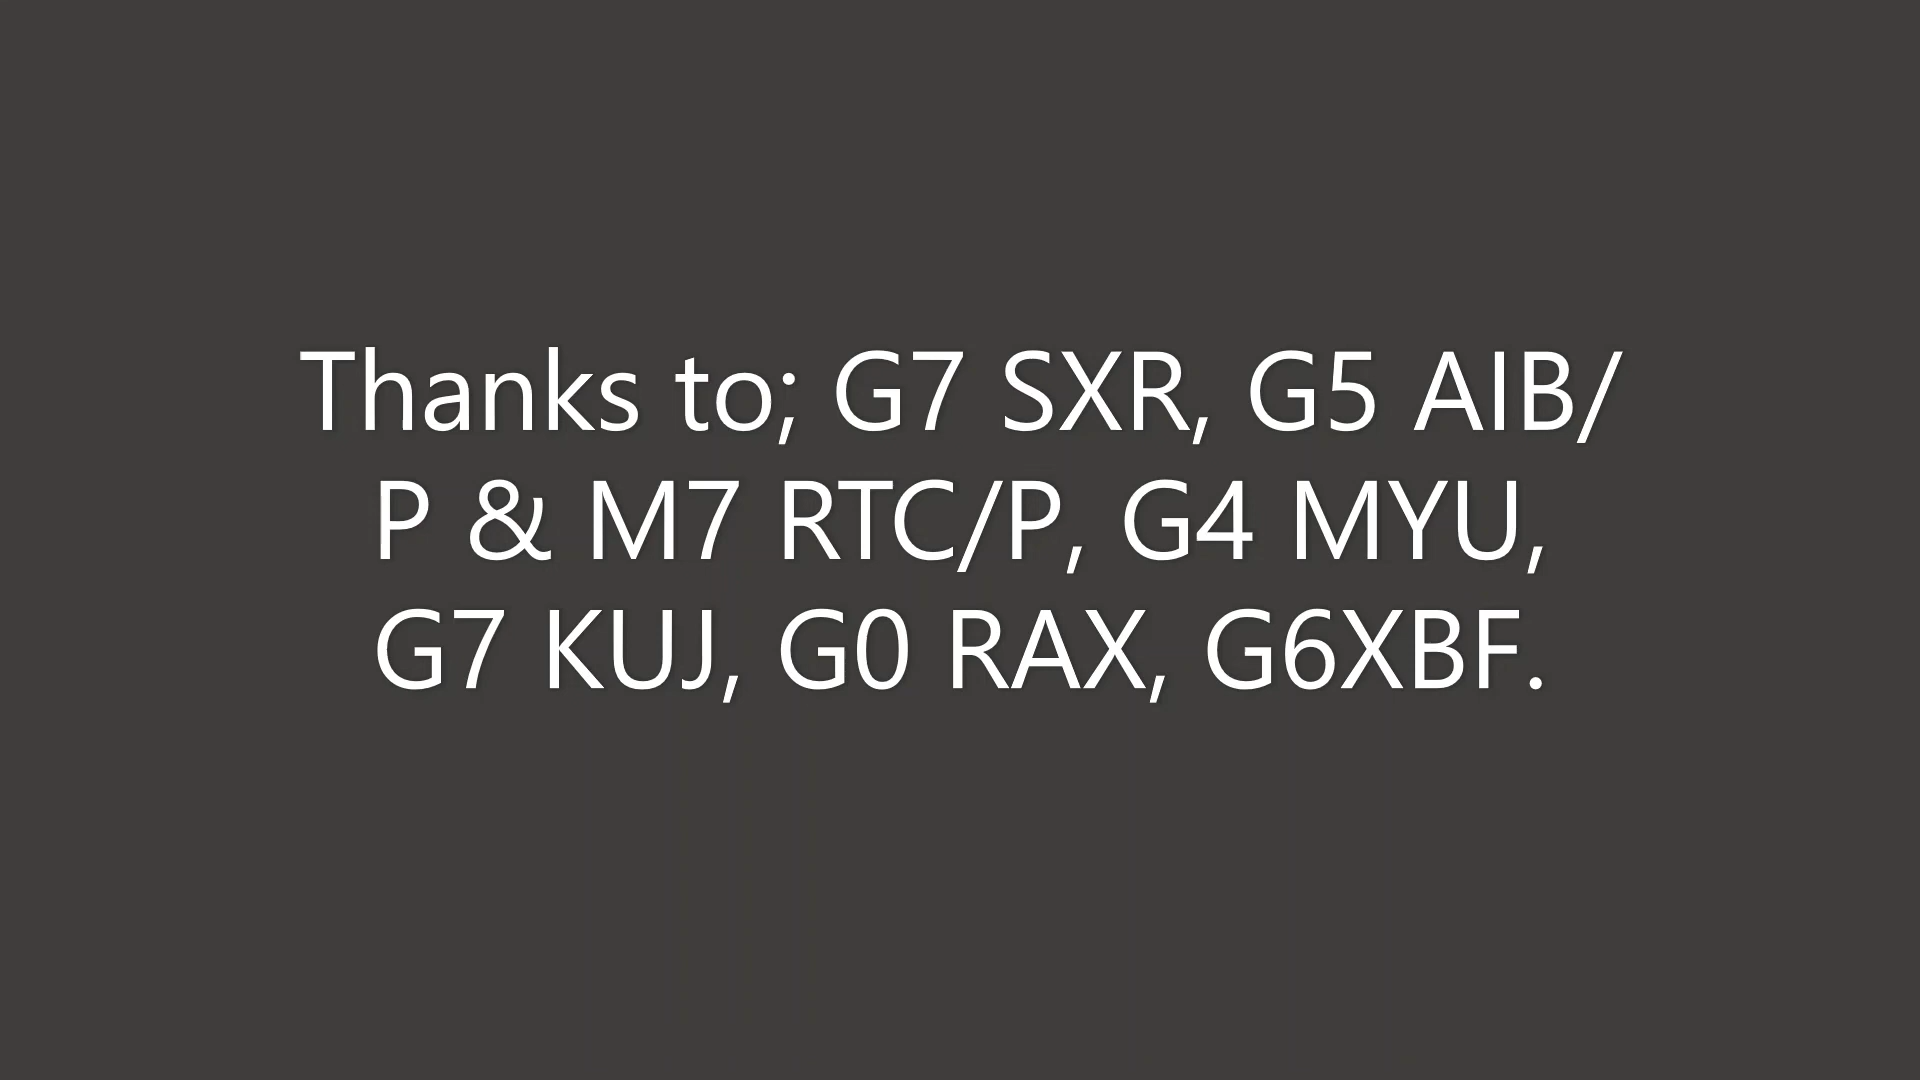 Thanks to; G7 SXR, G5 AIB/
P & M7 RTC/P, G4 MYU,
G7 KUJ, G0 RAX, G6XBF.